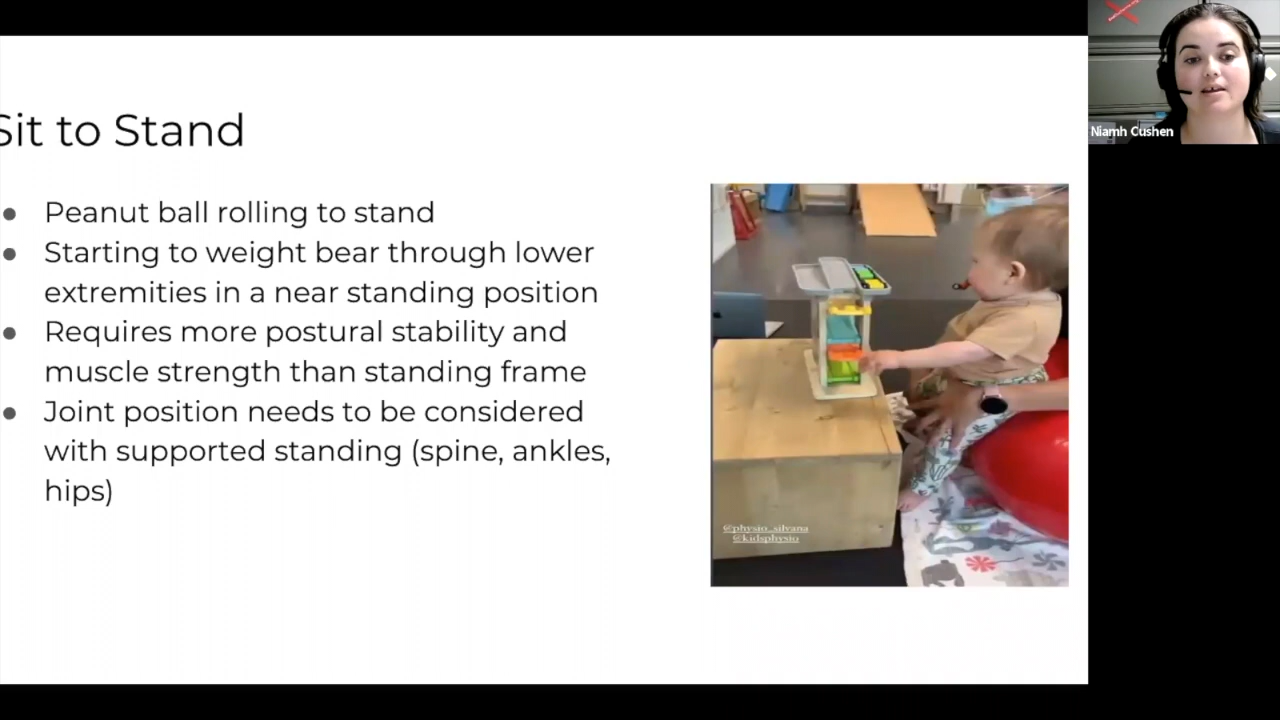 Sit to Stand
Peanut ball rolling to stand
Starting to weight bear through lower
extremities in a near standing position
Requires more postural stability and
muscle strength than standing frame
Joint position needs to be considered
with supported standing (spine, ankles,
hips)
@physio_silvana
@kidsphysio
Niamh Cushen